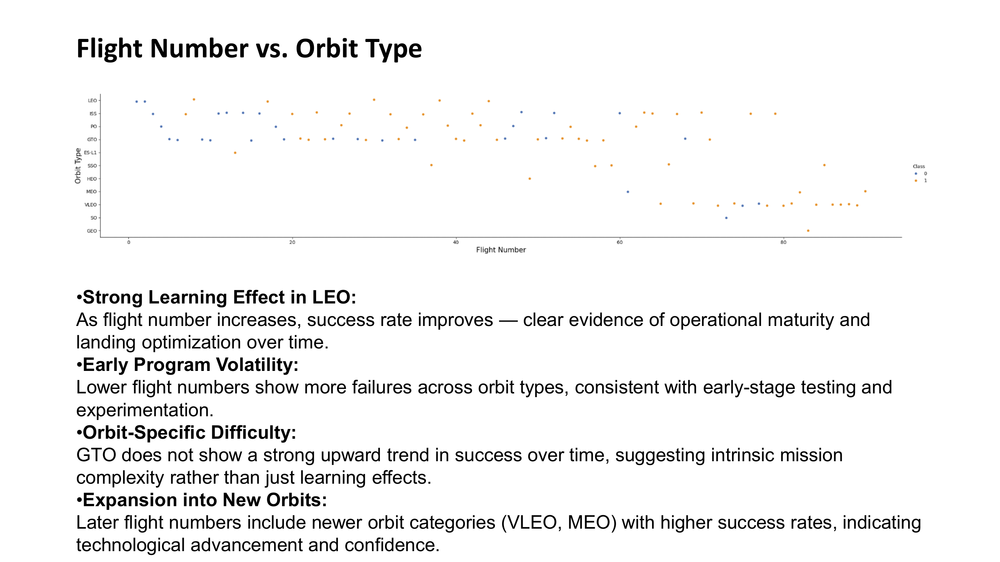 Flight Number vs. Orbit Type
LEO
ISS
PO
GTO
ES-L1
SSO
HEO
MEO
VLEO
SO
GEO
Orbit Type
0
20
40
60
80
Flight Number
Class
0
1
•Strong Learning Effect in LEO:
As flight number increases, success rate improves — clear evidence of operational maturity and
landing optimization over time.
•Early Program Volatility:
Lower flight numbers show more failures across orbit types, consistent with early-stage testing and
experimentation.
•Orbit-Specific Difficulty:
GTO does not show a strong upward trend in success over time, suggesting intrinsic mission
complexity rather than just learning effects.
•Expansion into New Orbits:
Later flight numbers include newer orbit categories (VLEO, MEO) with higher success rates, indicating
technological advancement and confidence.